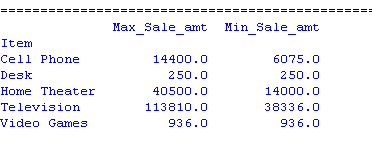 ==================================================
Max_Sale_amt Min_Sale_amt
Item
Cell Phone 14400.0 6075.0
Desk 250.0 250.0
Home Theater 40500.0 14000.0
Television 113810.0 38336.0
Video Games 936.0 936.0